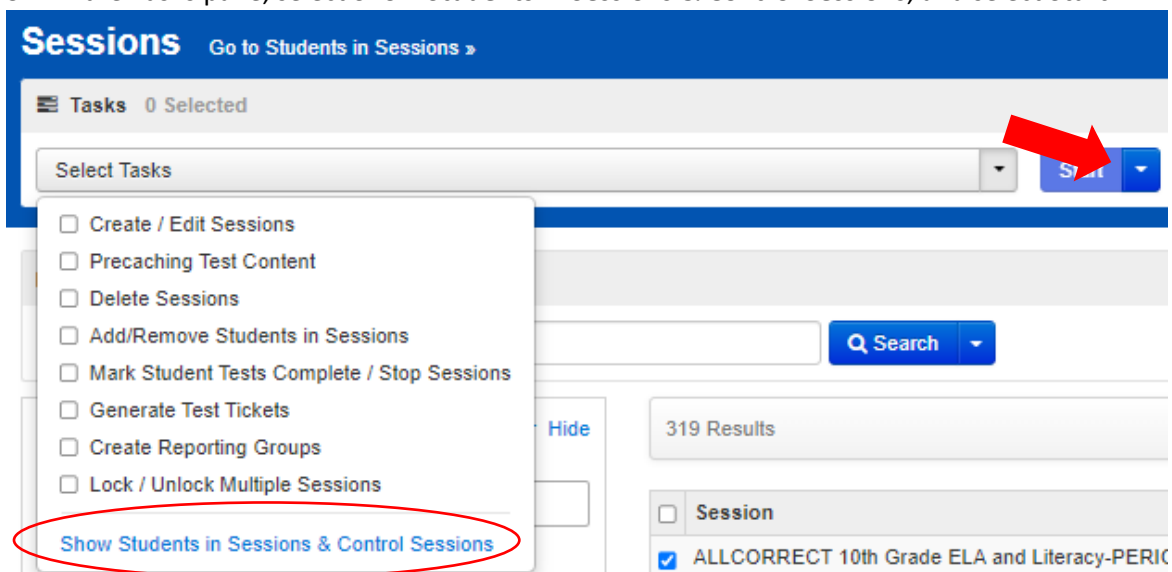 Sessions Go to Students in Sessions »
Tasks 0 Selected
Select Tasks
Create / Edit Sessions
Precaching Test Content
Delete Sessions
Add/Remove Students in Sessions
Mark Student Tests Complete / Stop Sessions
Generate Test Tickets
Create Reporting Groups
Lock / Unlock Multiple Sessions
Show Students in Sessions & Control Sessions
Search
Hide
319 Results
Session
ALLCORRECT 10th Grade ELA and Literacy-PERIO